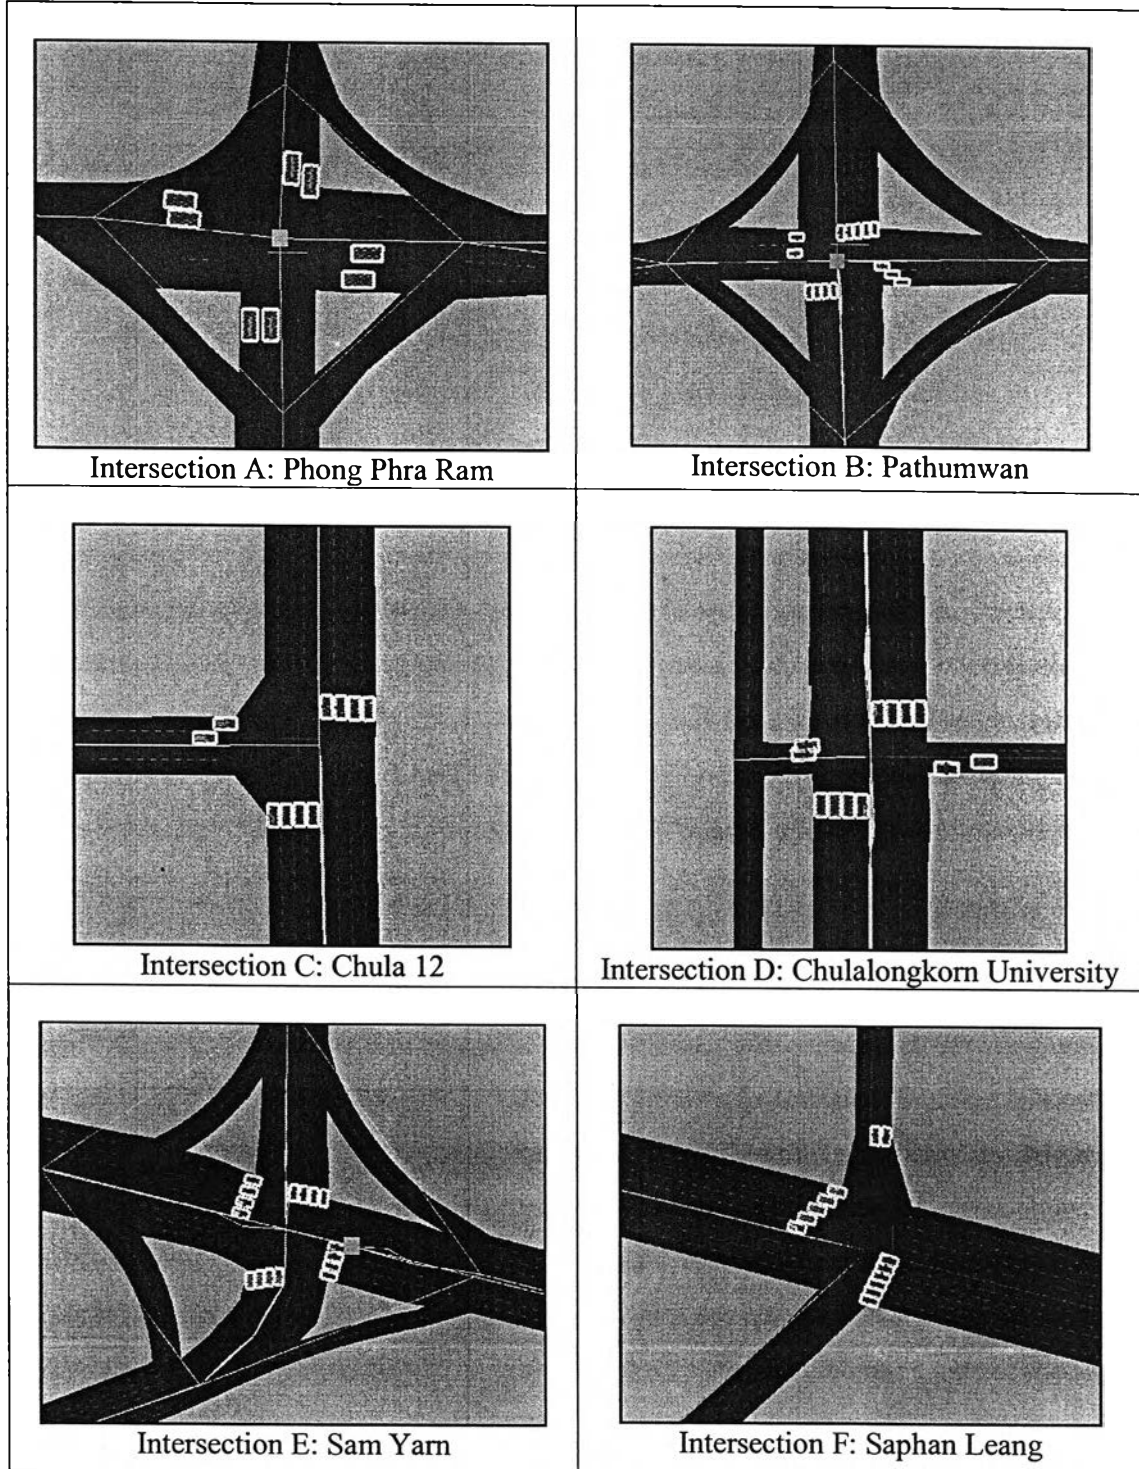 Intersection A: Phong Phra Ram
Intersection B: Pathumwan
Intersection C: Chula 12
Intersection D: Chulalongkorn University
Intersection E: Sam Yarn
Intersection F: Saphan Leang